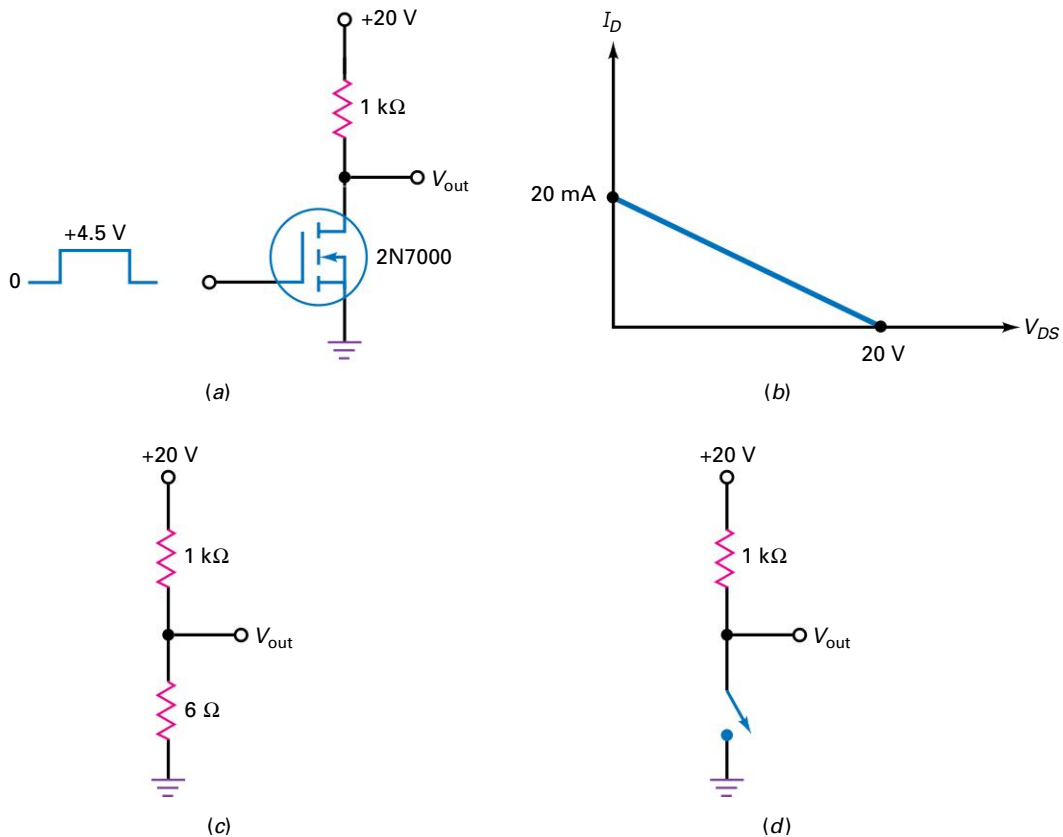 +20 V
1 kΩ
V_out
+4.5 V
0
2N7000
(a)
I_D
20 mA
20 V
V_DS
(b)
+20 V
1 kΩ
V_out
6 Ω
(c)
+20 V
1 kΩ
V_out
(d)